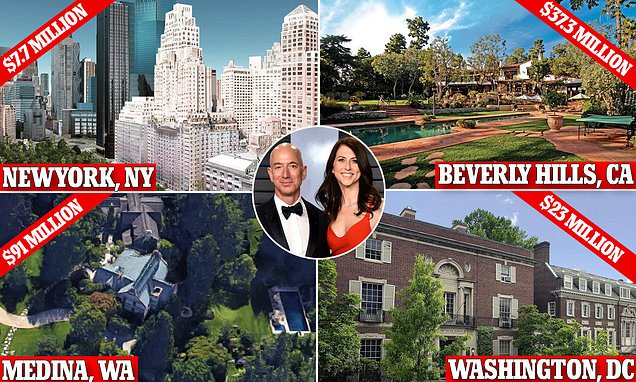 $7.7 MILLION
NEWYORK, NY
$37.3 MILLION
BEVERLY HILLS, CA
$91 MILLION
MEDINA, WA
$23 MILLION
WASHINGTON, DC